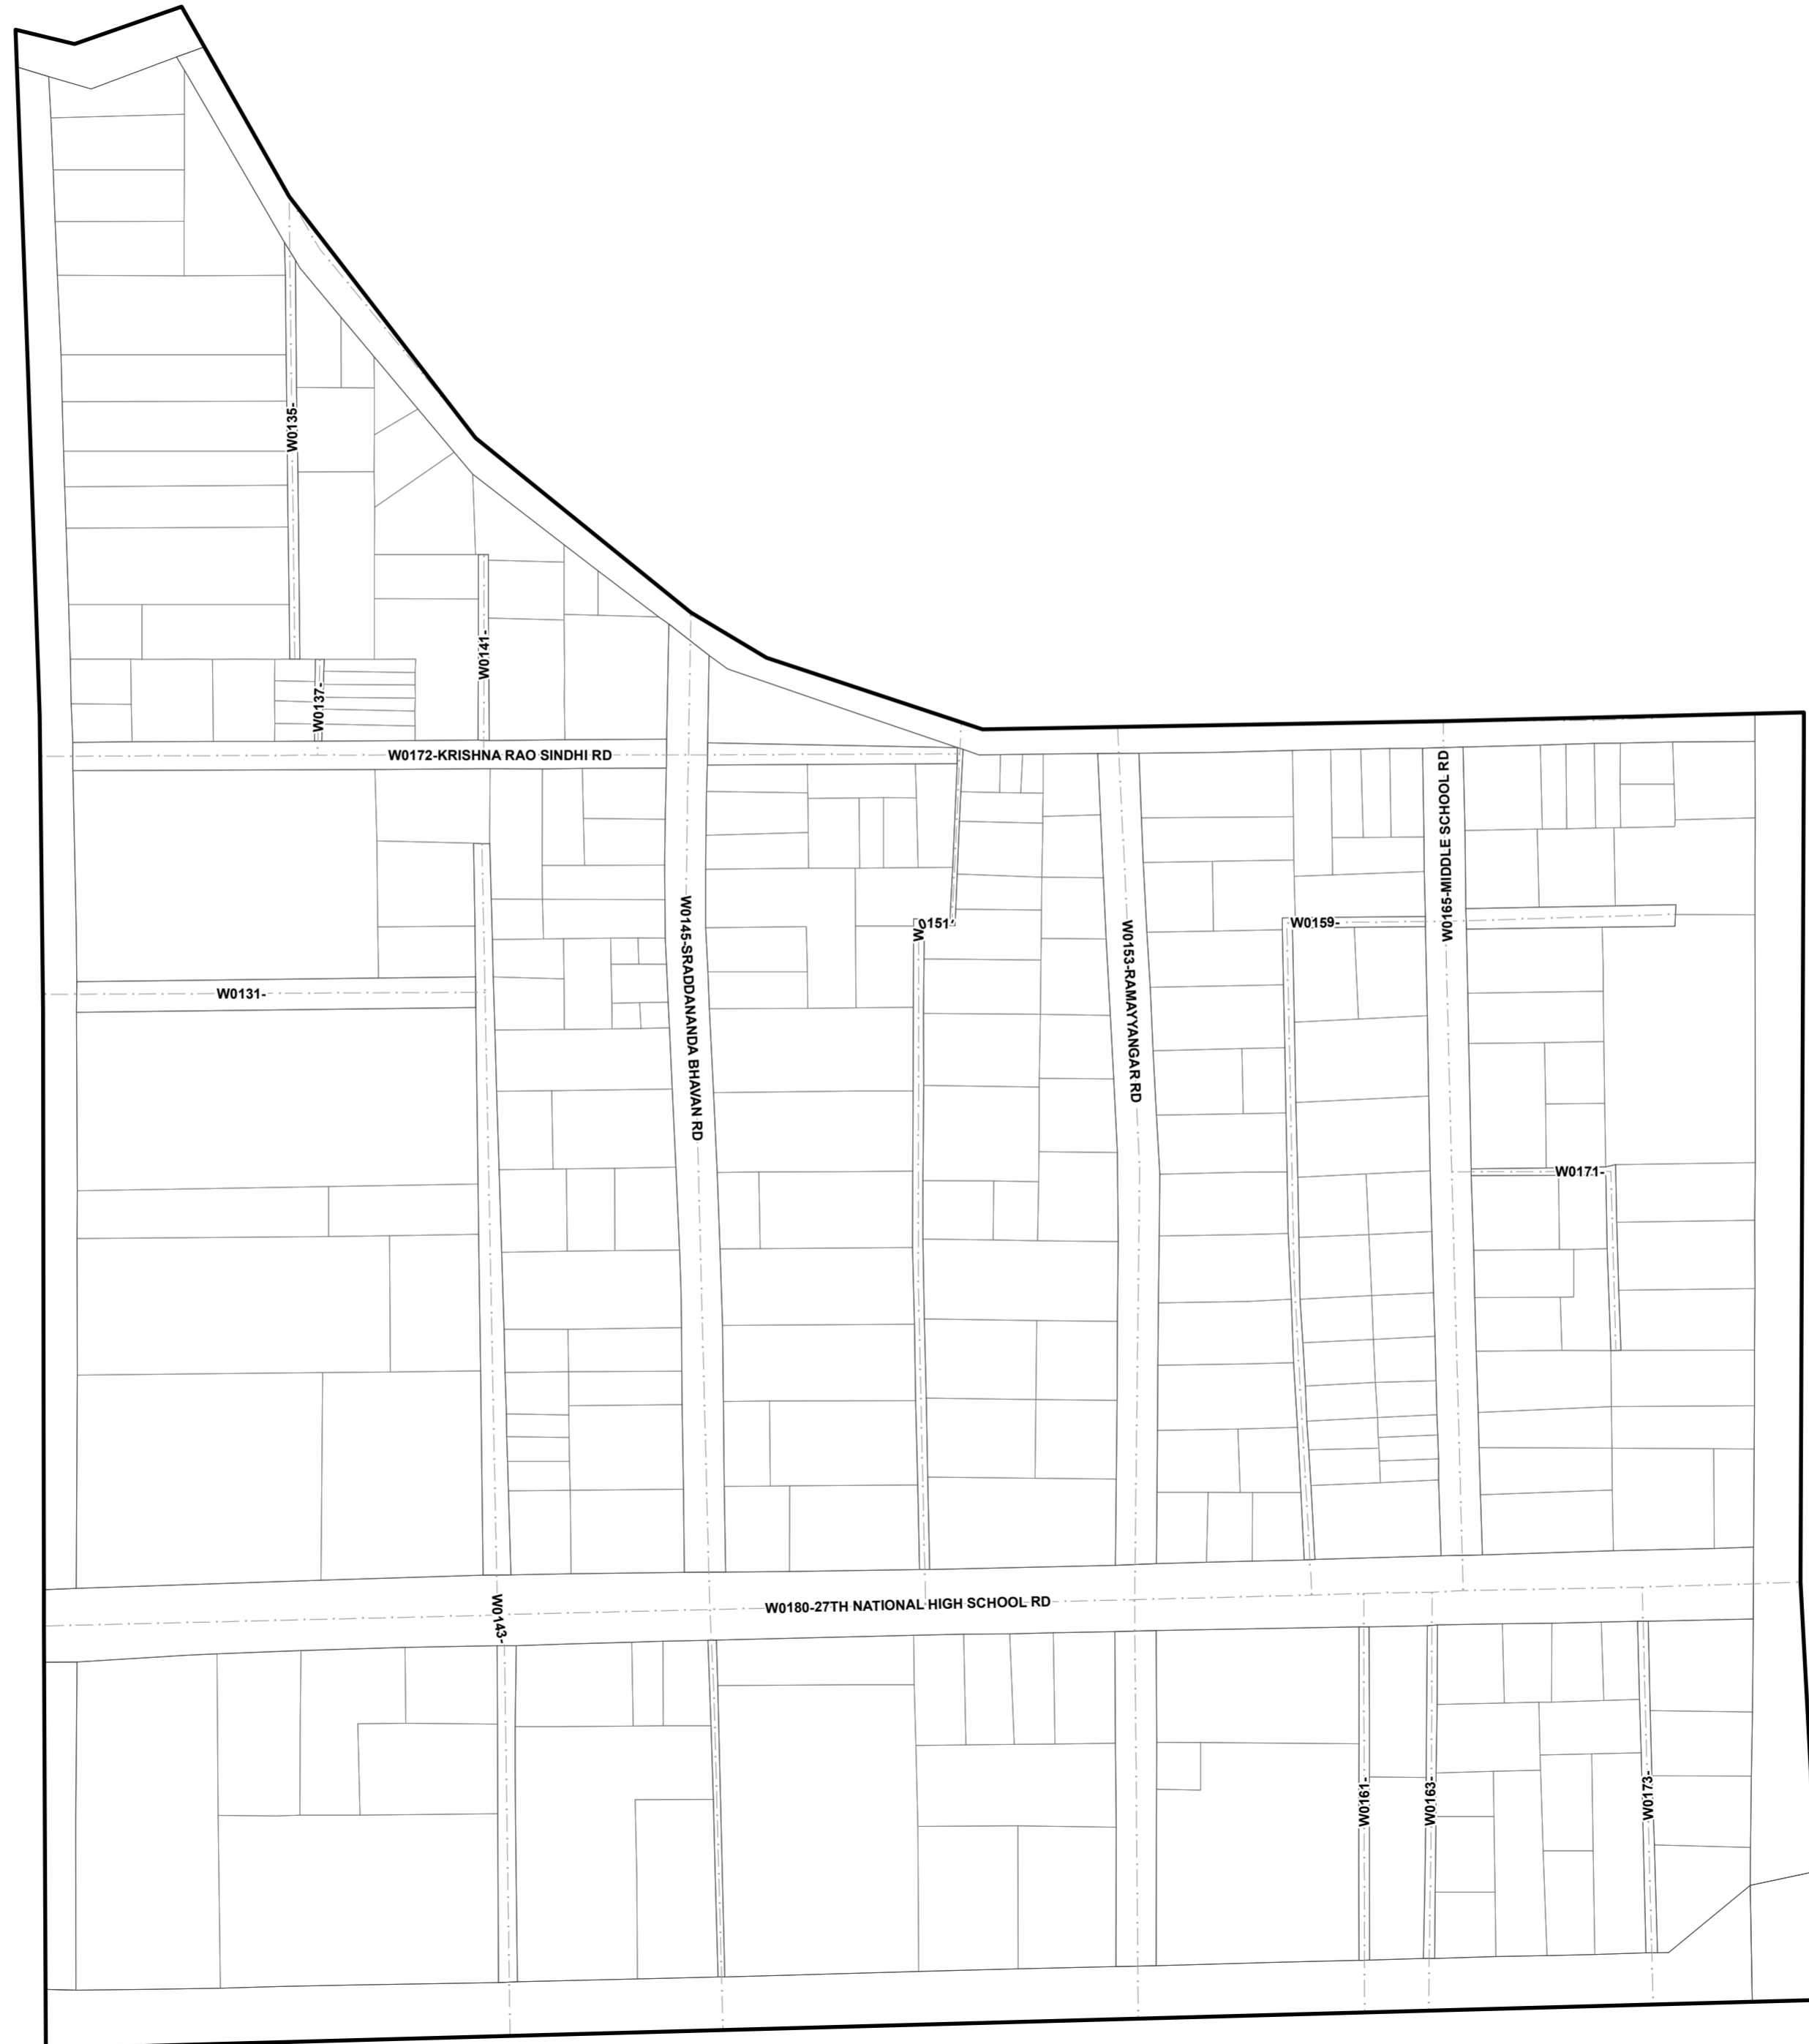 W0135-
W0141-
W0137-
W0172-KRISHNA RAO SINDHI RD
W0165-MIDDLE SCHOOL RD
W0145-SRADDANANDA BHAVAN RD
W0151-
W0153-RAMAYYANGAR RD
W0159-
W0131-
W0171-
W0180-27TH NATIONAL HIGH SCHOOL RD
W0143-
W0161-
W0163-
W0173-